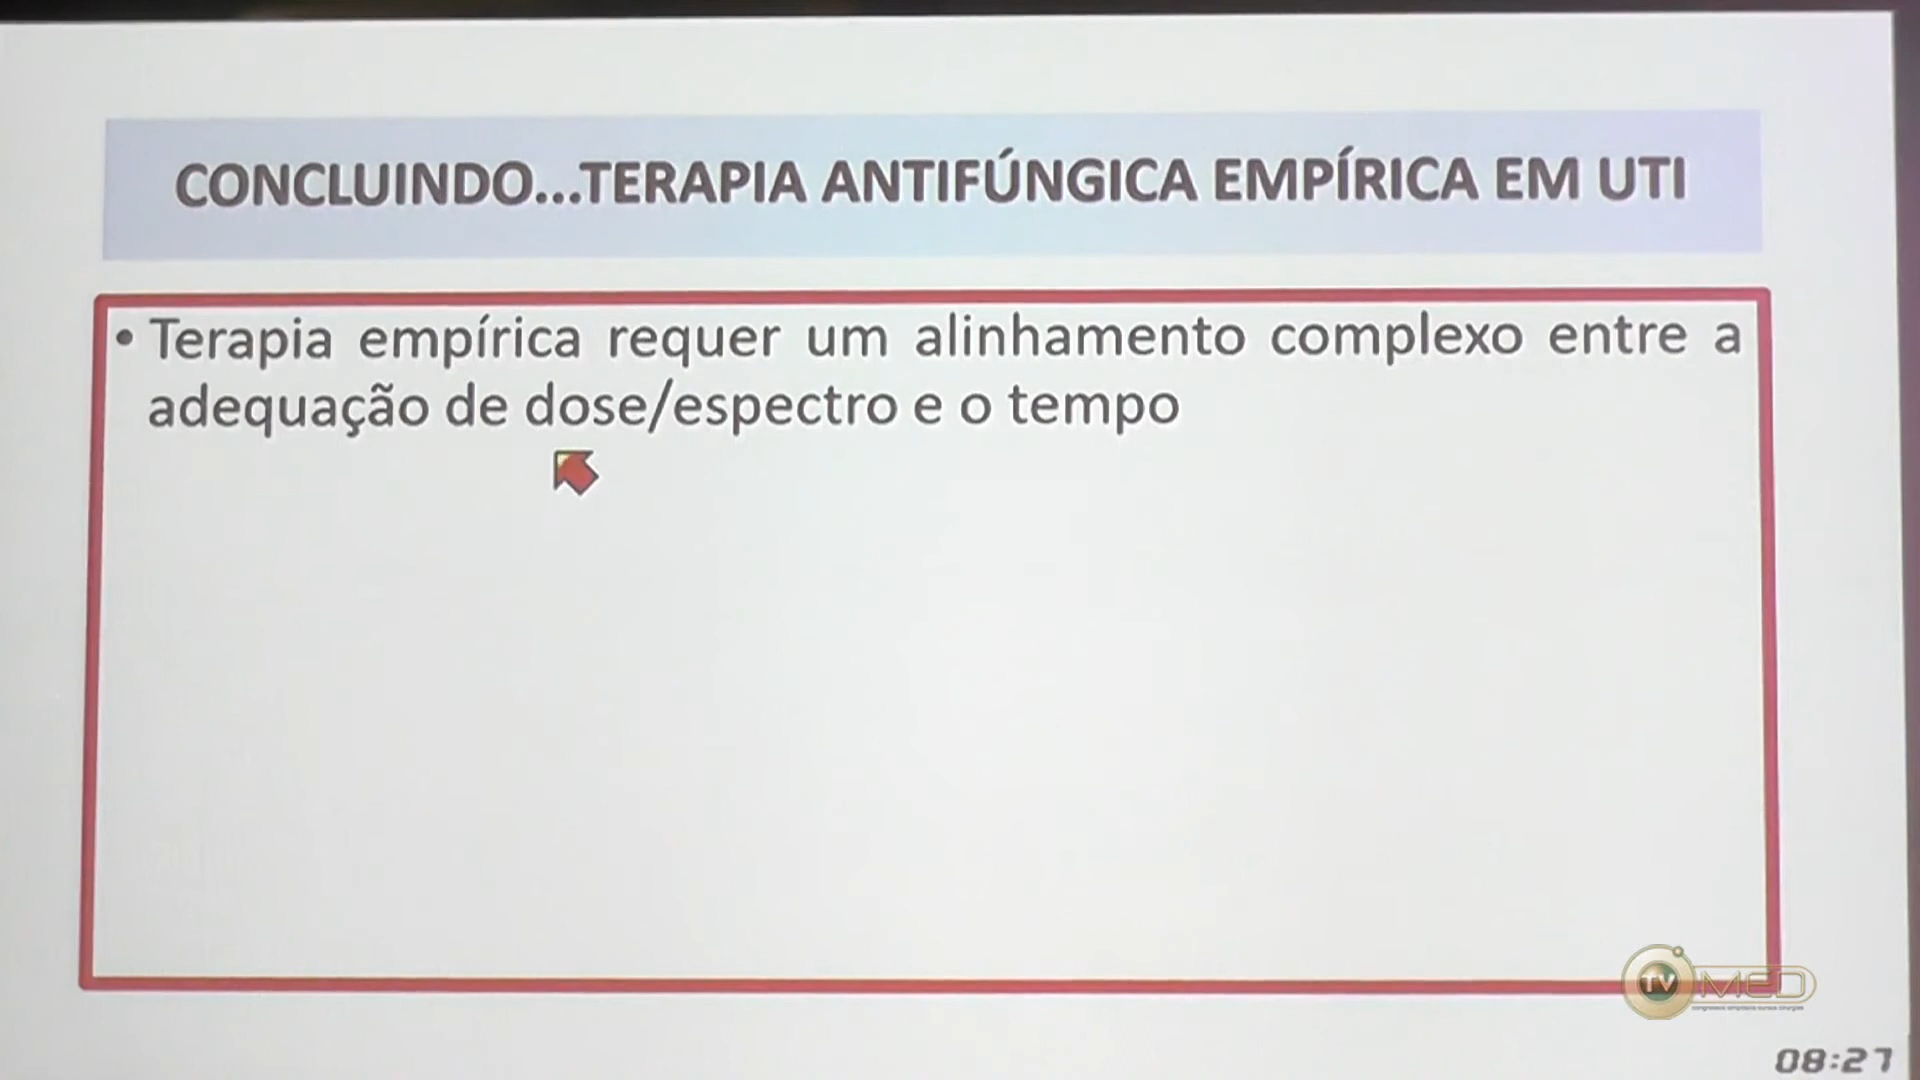 CONCLUINDO...TERAPIA ANTIFÚNGICA EMPÍRICA EM UTI
• Terapia empírica requer um alinhamento complexo entre a
adequação de dose/espectro e o tempo
TV MED
08:27